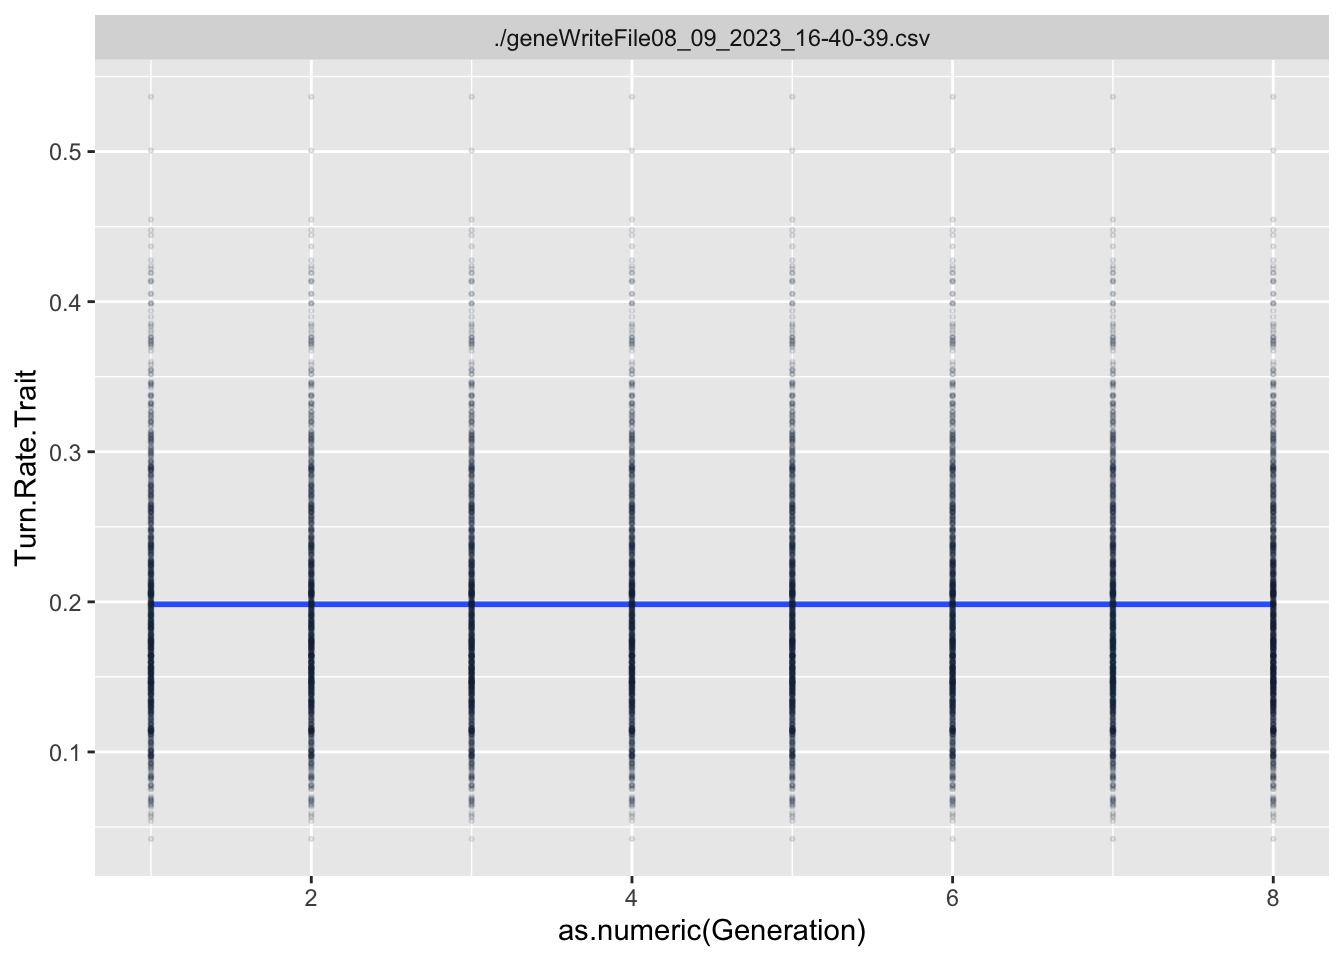 ./geneWriteFile08_09_2023_16-40-39.csv
0.5
0.4
0.3
0.2
0.1
Turn.Rate.Trait
2 4 6 8
as.numeric(Generation)